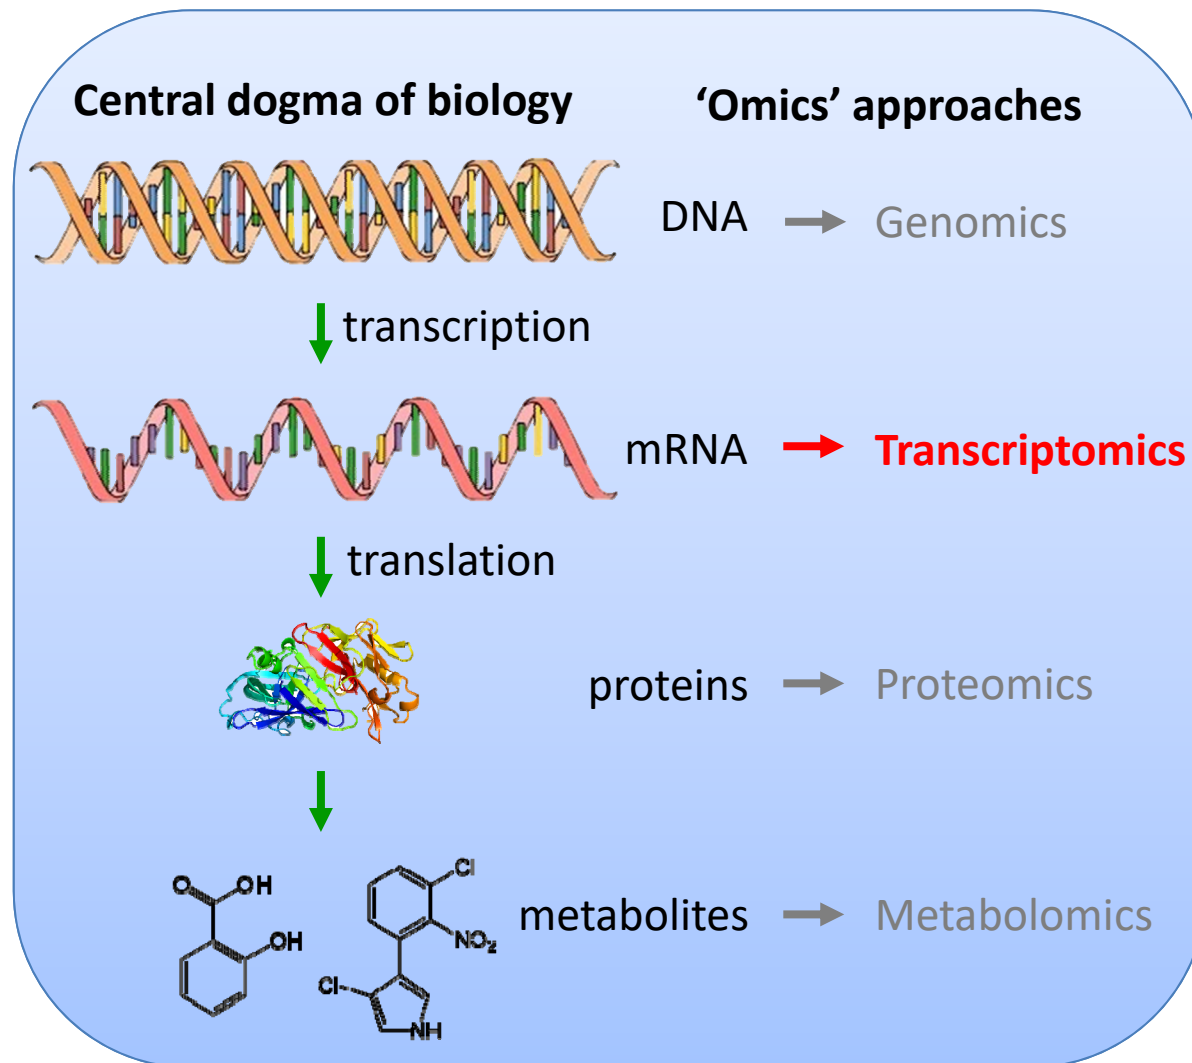 Central dogma of biology
‘Omics’ approaches
DNA
Genomics
transcription
mRNA
Transcriptomics
translation
proteins
Proteomics
O
OH
OH
Cl
NO₂
Cl
NH
metabolites
Metabolomics